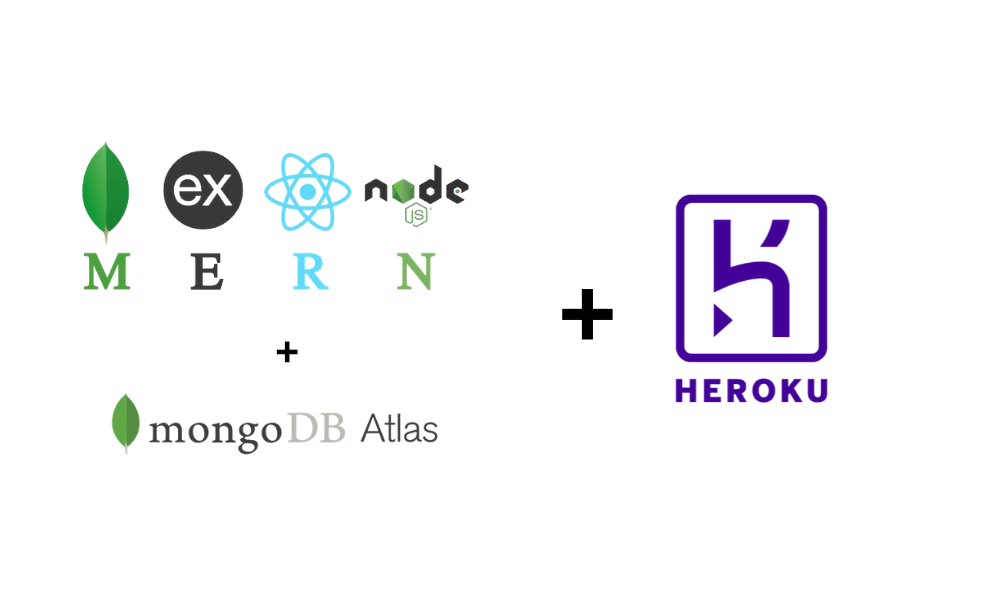 ex
node
JS
M E R N
+
mongoDB Atlas
+
HEROKU